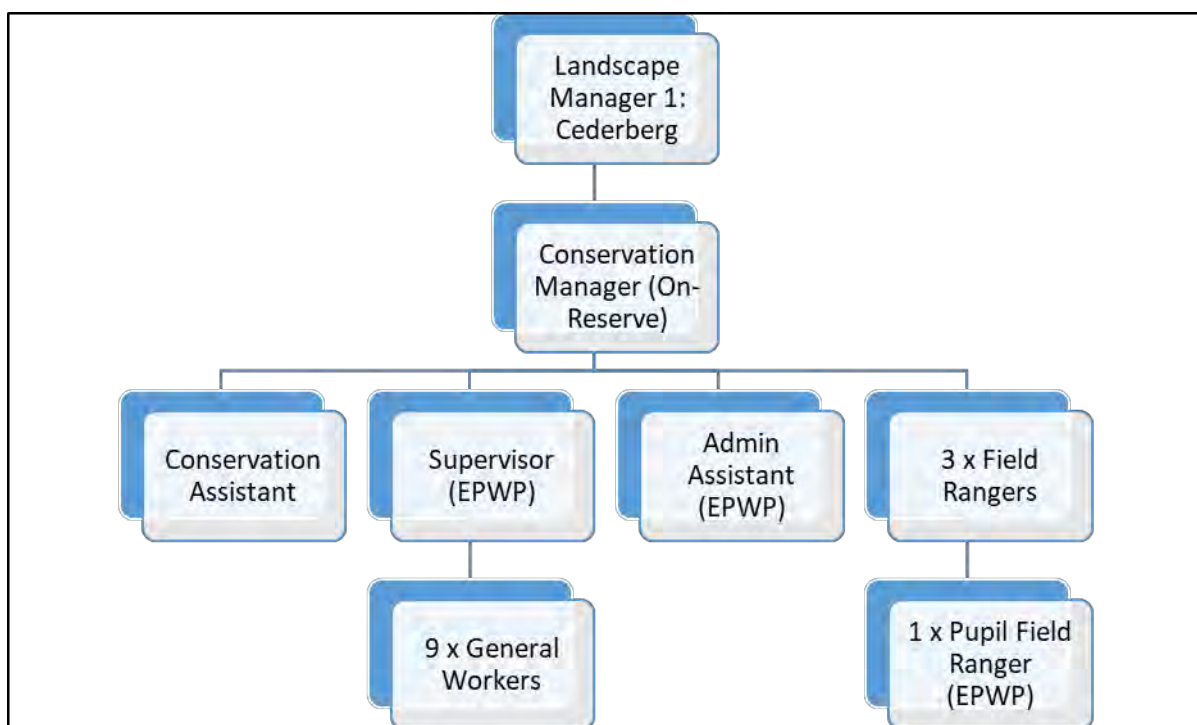 Landscape
Manager 1:
Cederberg
Conservation
Manager (On-
Reserve)
Conservation
Assistant
Supervisor
(EPWP)
Admin
Assistant
(EPWP)
3 x Field
Rangers
9 x General
Workers
1 x Pupil Field
Ranger
(EPWP)